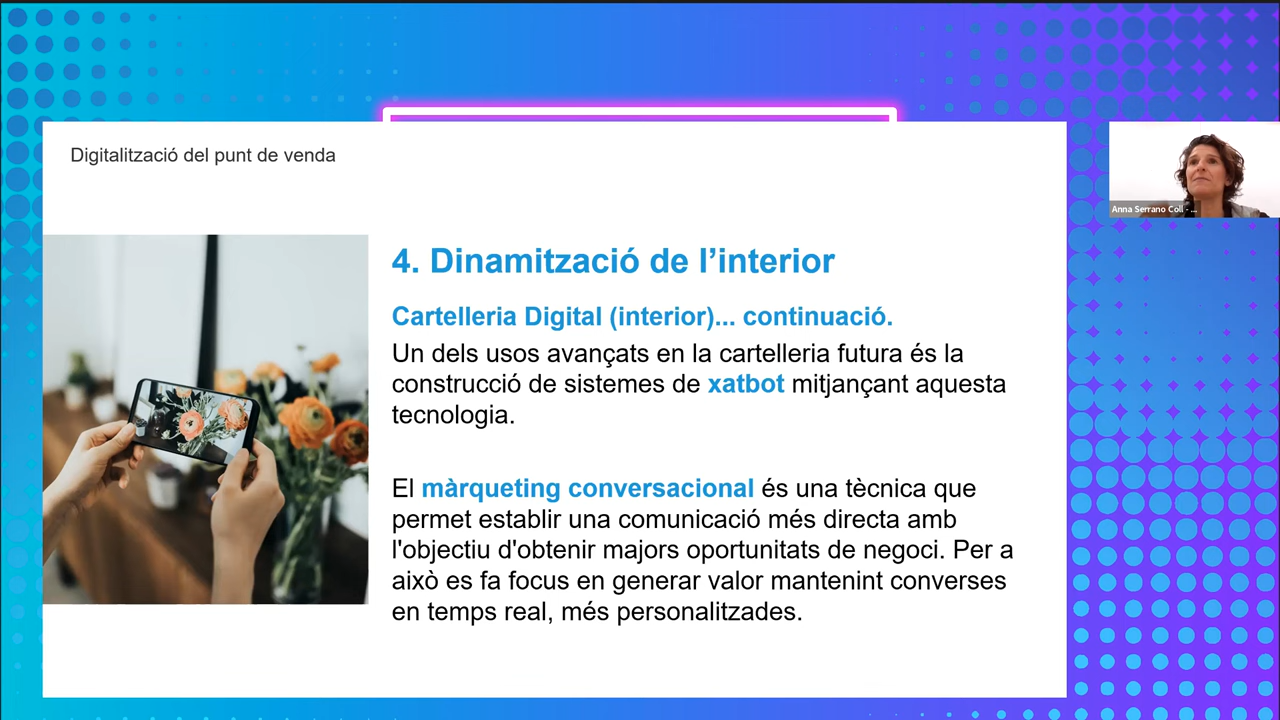 Digitalització del punt de venda
Anna Serrano Coll - ...
4. Dinamització de l’interior
Cartelleria Digital (interior)... continuació.
Un dels usos avançats en la cartelleria futura és la
construcció de sistemes de xatbot mitjançant aquesta
tecnologia.
El màrqueting conversacional és una tècnica que
permet establir una comunicació més directa amb
l'objectiu d'obtenir majors oportunitats de negoci. Per a
això es fa focus en generar valor mantenint converses
en temps real, més personalitzades.